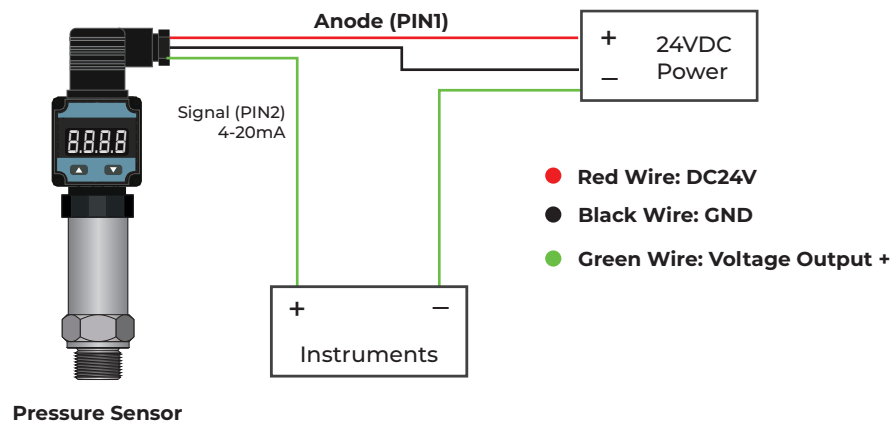 Anode (PIN1)
+
24VDC
−
Power
Signal (PIN2)
4-20mA
8.8.8.8
Red Wire: DC24V
Black Wire: GND
Green Wire: Voltage Output +
+
−
Instruments
Pressure Sensor